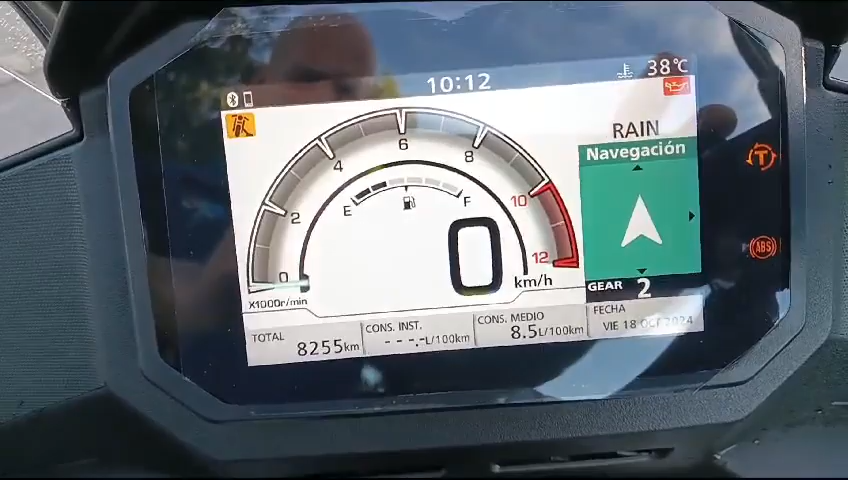 10:12
38°C
RAIN
Navegación
0
2
4
6
8
10
12
E
F
X1000r/min
0
km/h
GEAR 2
TOTAL
8255km
CONS. INST.
---.-L/100km
CONS. MEDIO
8.5L/100km
FECHA
VIE 18 OCT 2024
T
ABS